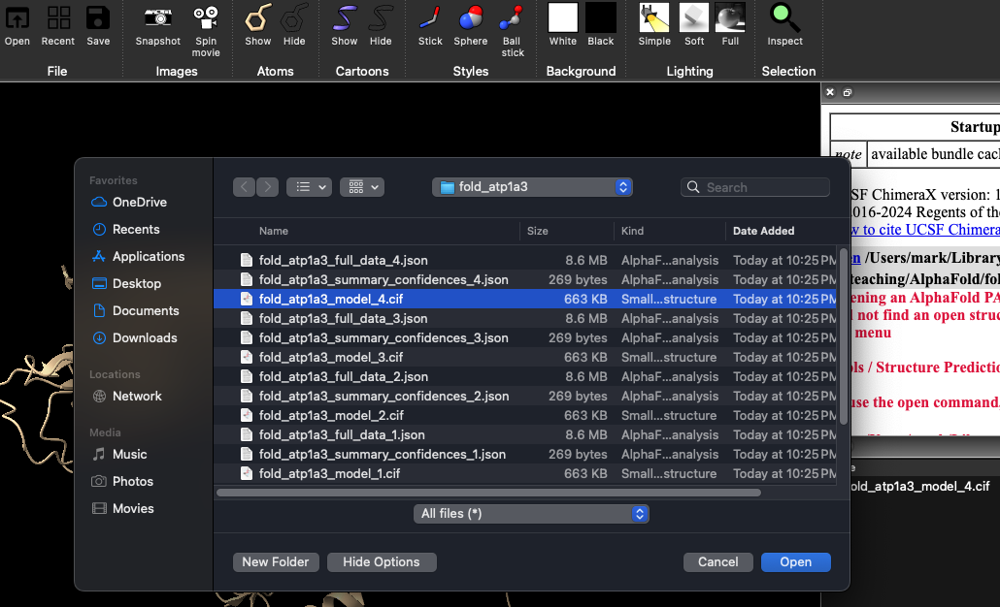 Open Recent Save Snapshot Spin movie Show Hide Show Hide Stick Sphere Ball stick White Black Simple Soft Full Inspect
File Images Atoms Cartoons Styles Background Lighting Selection
Startup
note available bundle cac
SF ChimeraX version: 1
016-2024 Regents of the
w to cite UCSF Chimera
en /Users/mark/Library
teaching/AlphaFold/fol
ening an AlphaFold PA
not find an open struc
menu
ols / Structure Predictio
use the open command,
fold_atp1a3
Search
Favorites
OneDrive
Recents
Applications
Desktop
Documents
Downloads
Locations
Network
Media
Music
Photos
Movies
Name Size Kind Date Added
fold_atp1a3_full_data_4.json 8.6 MB AlphaF...analysis Today at 10:25 PM
fold_atp1a3_summary_confidences_4.json 269 bytes AlphaF...analysis Today at 10:25 PM
fold_atp1a3_model_4.cif 663 KB Small...structure Today at 10:25 PM
fold_atp1a3_full_data_3.json 8.6 MB AlphaF...analysis Today at 10:25 PM
fold_atp1a3_summary_confidences_3.json 269 bytes AlphaF...analysis Today at 10:25 PM
fold_atp1a3_model_3.cif 663 KB Small...structure Today at 10:25 PM
fold_atp1a3_full_data_2.json 8.6 MB AlphaF...analysis Today at 10:25 PM
fold_atp1a3_summary_confidences_2.json 269 bytes AlphaF...analysis Today at 10:25 PM
fold_atp1a3_model_2.cif 663 KB Small...structure Today at 10:25 PM
fold_atp1a3_full_data_1.json 8.6 MB AlphaF...analysis Today at 10:25 PM
fold_atp1a3_summary_confidences_1.json 269 bytes AlphaF...analysis Today at 10:25 PM
fold_atp1a3_model_1.cif 663 KB Small...structure Today at 10:25 PM
All files (*)
New Folder Hide Options Cancel Open
old_atp1a3_model_4.cif